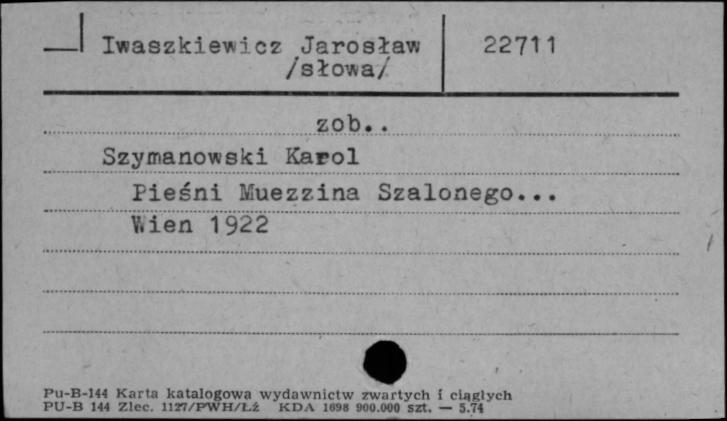 Iwaszkiewicz Jarosław
/słowa/
22711
zob..
Szymanowski Karol
Pieśni Muezzina Szalonego...
Wien 1922
Pu-B-144 Karta katalogowa wydawnictw zwartych i ciągłych
PU-B 144 Zlec. 1127/PWH/Łż KDA 1698 900.000 szt. — 5.74